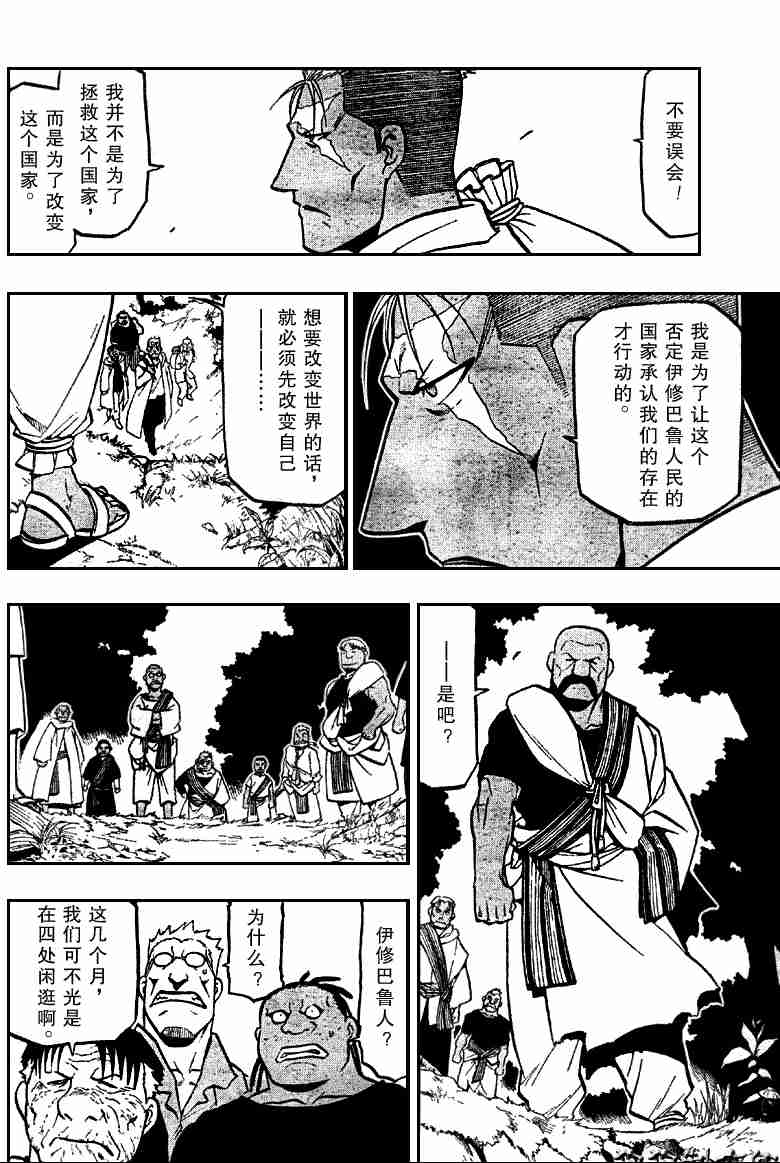 不要误会！
我并不是为了
拯救这个国家，
而是为了改变
这个国家。
我是为了让这个
否定伊修巴鲁人民的
国家承认我们的存在
才行动的。
想要改变世界的话，
就必须先改变自己
——……
——是吧？
伊修巴鲁人？
为什么？
这几个月，
我们可不光是
在四处闲逛啊。